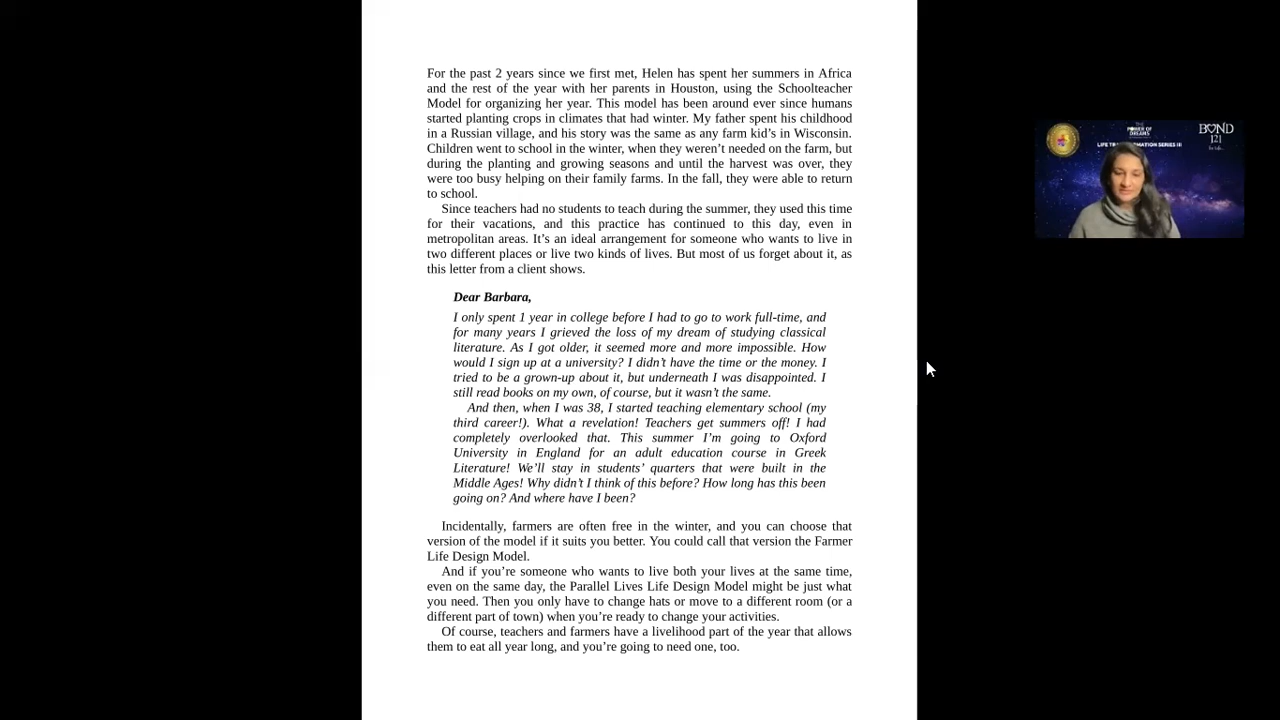 For the past 2 years since we first met, Helen has spent her summers in Africa
and the rest of the year with her parents in Houston, using the Schoolteacher
Model for organizing her year. This model has been around ever since humans
started planting crops in climates that had winter. My father spent his childhood
in a Russian village, and his story was the same as any farm kid’s in Wisconsin.
Children went to school in the winter, when they weren’t needed on the farm, but
during the planting and growing seasons and until the harvest was over, they
were too busy helping on their family farms. In the fall, they were able to return
to school.
Since teachers had no students to teach during the summer, they used this time
for their vacations, and this practice has continued to this day, even in
metropolitan areas. It’s an ideal arrangement for someone who wants to live in
two different places or live two kinds of lives. But most of us forget about it, as
this letter from a client shows.
Dear Barbara,
I only spent 1 year in college before I had to go to work full-time, and
for many years I grieved the loss of my dream of studying classical
literature. As I got older, it seemed more and more impossible. How
would I sign up at a university? I didn’t have the time or the money. I
tried to be a grown-up about it, but underneath I was disappointed. I
still read books on my own, of course, but it wasn’t the same.
And then, when I was 38, I started teaching elementary school (my
third career!). What a revelation! Teachers get summers off! I had
completely overlooked that. This summer I’m going to Oxford
University in England for an adult education course in Greek
Literature! We’ll stay in students’ quarters that were built in the
Middle Ages! Why didn’t I think of this before? How long has this been
going on? And where have I been?
Incidentally, farmers are often free in the winter, and you can choose that
version of the model if it suits you better. You could call that version the Farmer
Life Design Model.
And if you’re someone who wants to live both your lives at the same time,
even on the same day, the Parallel Lives Life Design Model might be just what
you need. Then you only have to change hats or move to a different room (or a
different part of town) when you’re ready to change your activities.
Of course, teachers and farmers have a livelihood part of the year that allows
them to eat all year long, and you’re going to need one, too.
THE
POWER OF
DREAMS
LIFE TRANSFORMATION SERIES III
BOND
121